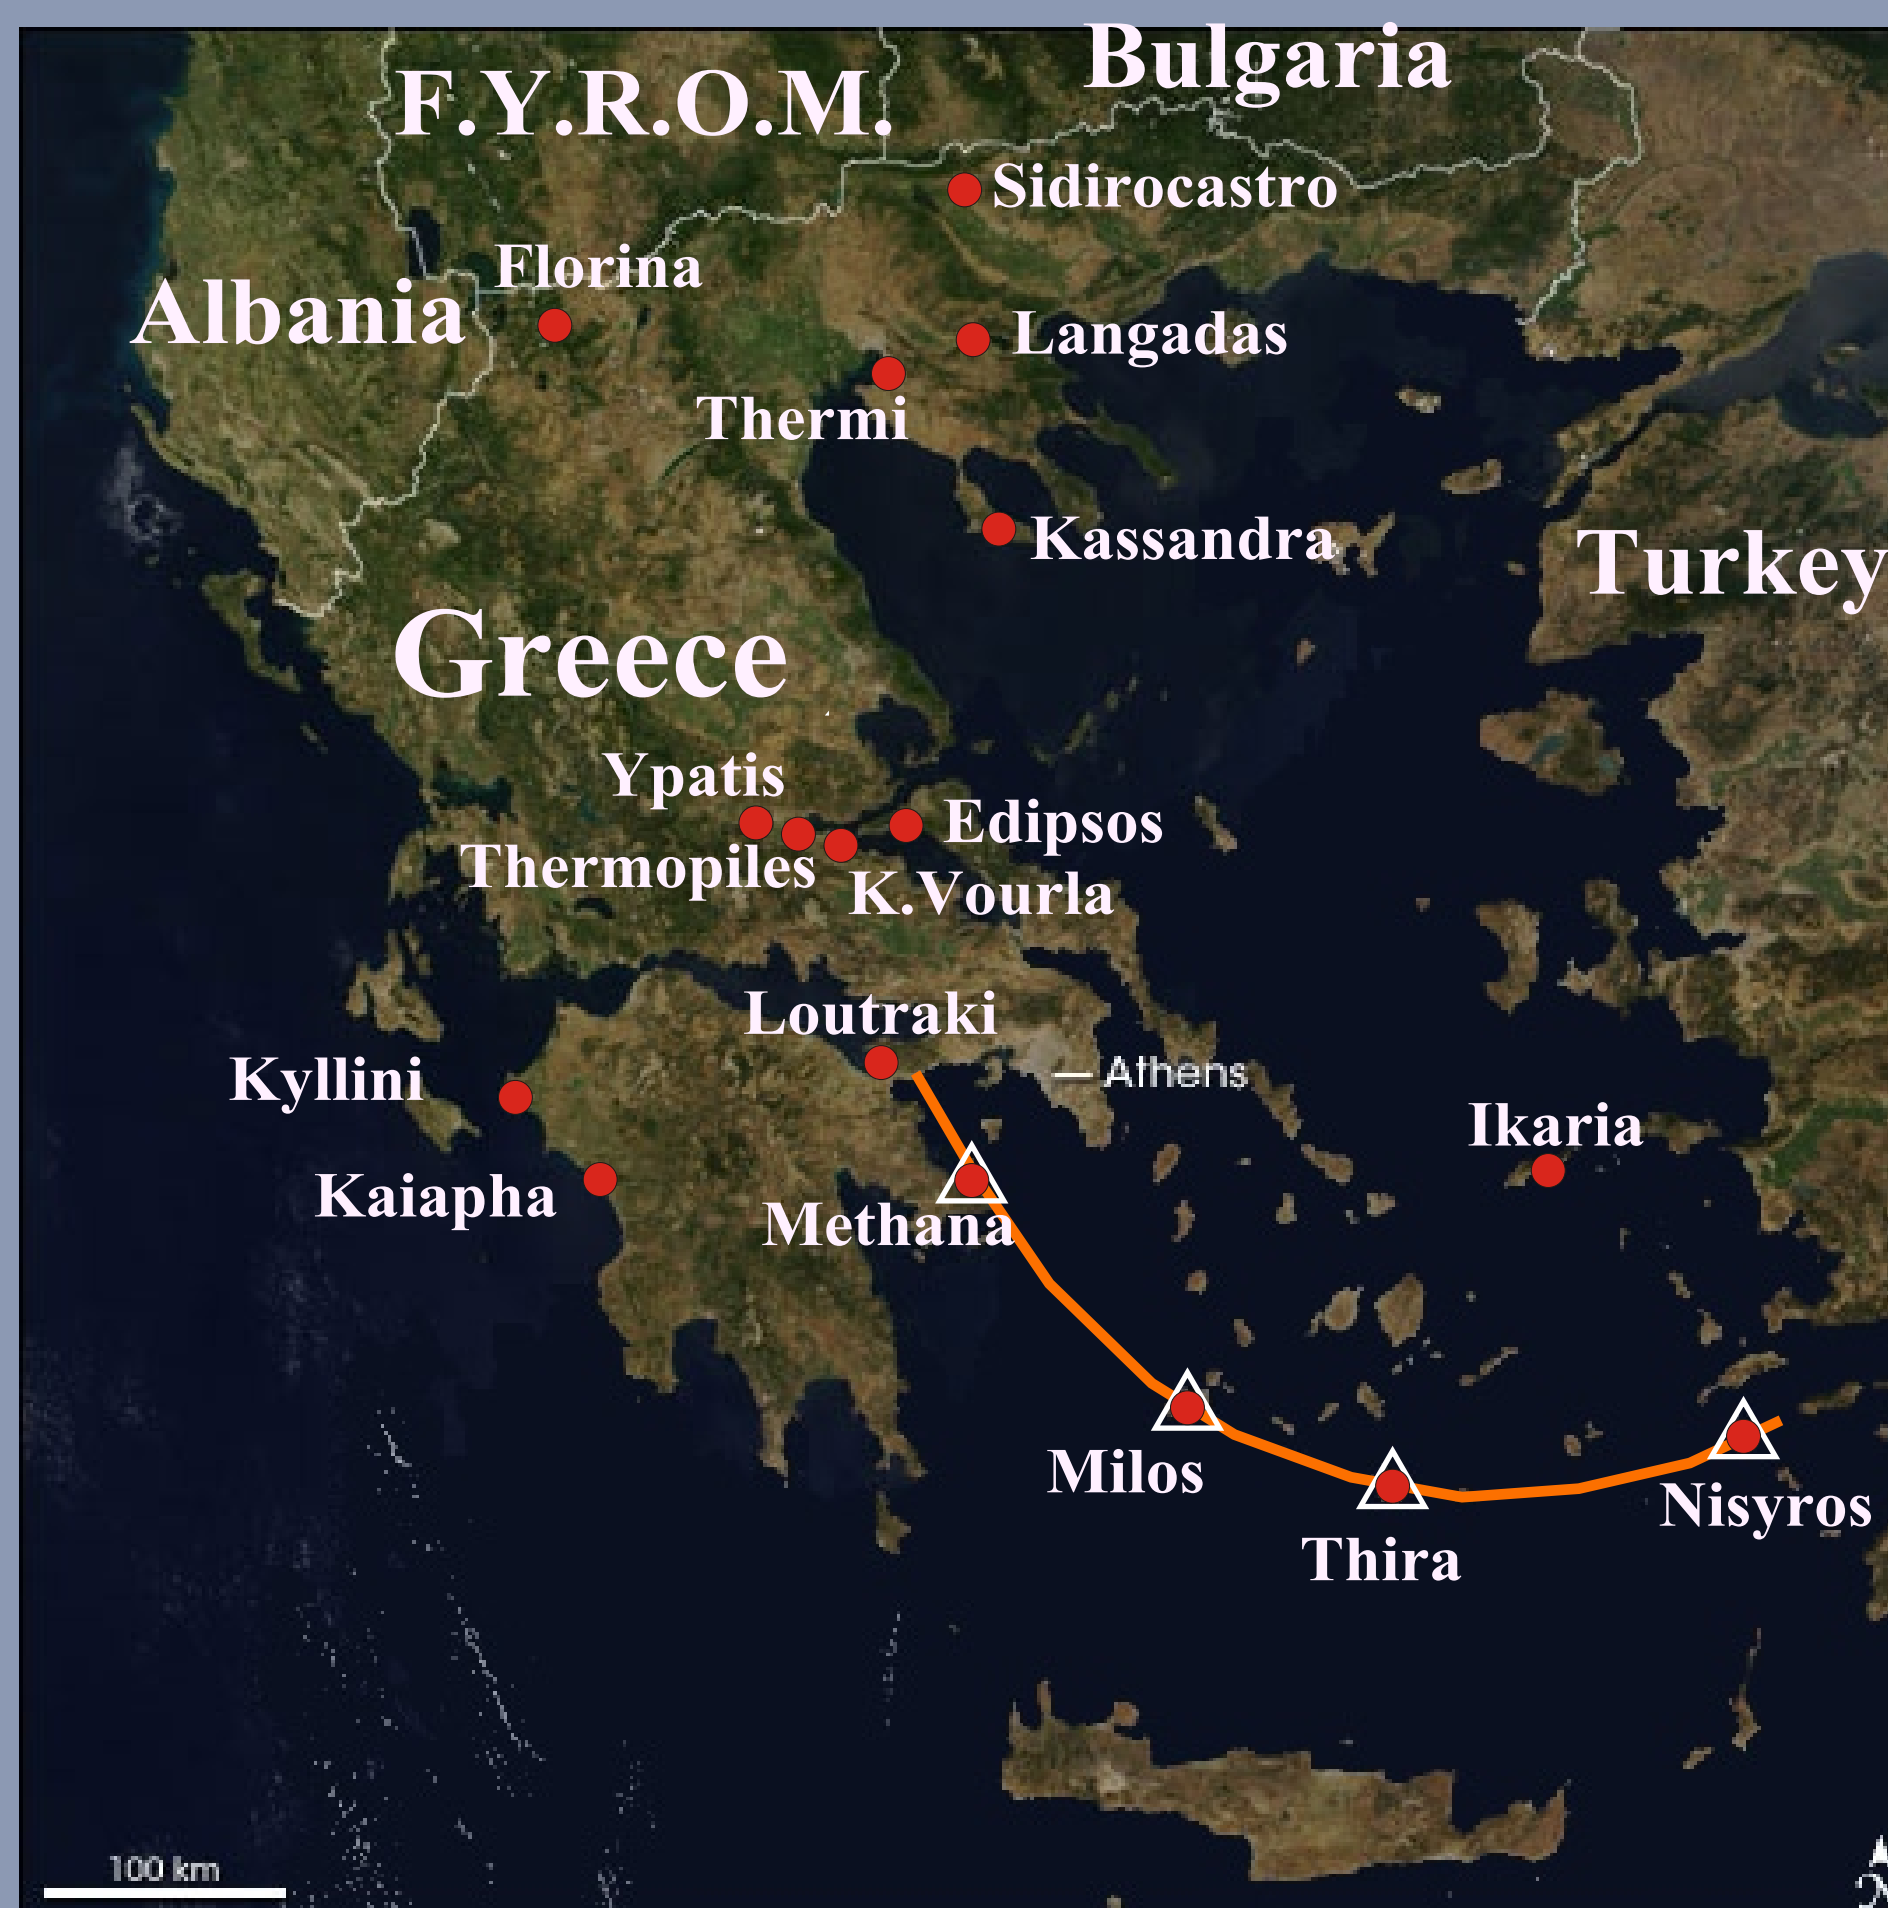 Bulgaria
F.Y.R.O.M.
Sidirocastro
Florina
Albania
Langadas
Thermi
Kassandra
Turkey
Greece
Ypatis
Edipsos
Thermopiles
K.Vourla
Loutraki
Athens
Kyllini
Ikaria
Kaiapha
Methana
Milos
Nisyros
Thira
100 km